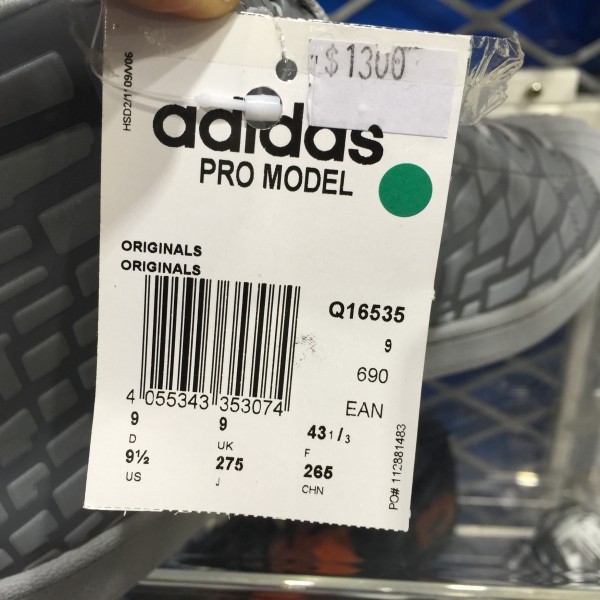 HSD2/1 09/V06
$1300
adidas
PRO MODEL
ORIGINALS
ORIGINALS
Q16535
9
690
EAN
4 055343 353074
9 9 43 1/3
D UK F
9½ 275 265
US J CHN
PO# 112881483